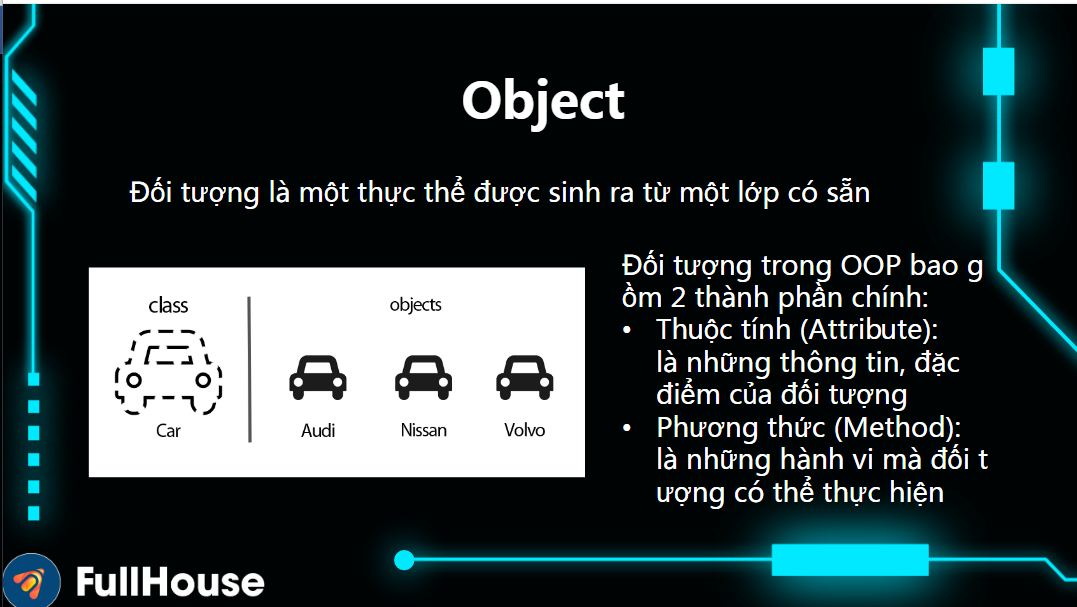 Object
Đối tượng là một thực thể được sinh ra từ một lớp có sẵn
class
objects
Car
Audi
Nissan
Volvo
Đối tượng trong OOP bao g
ồm 2 thành phần chính:
• Thuộc tính (Attribute):
là những thông tin, đặc
điểm của đối tượng
• Phương thức (Method):
là những hành vi mà đối t
ượng có thể thực hiện
FullHouse